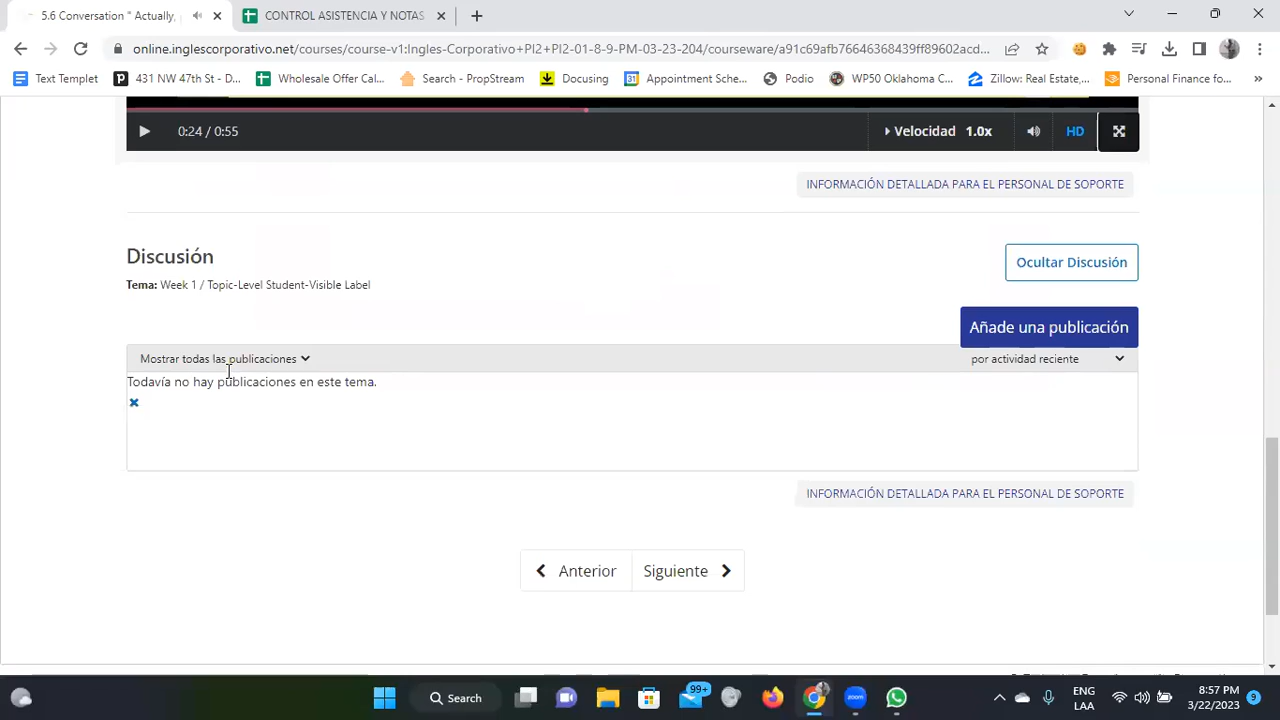 5.6 Conversation " Actually,
CONTROL ASISTENCIA Y NOTAS
online.inglescorporativo.net/courses/course-v1:Ingles-Corporativo+PI2+PI2-01-8-9-PM-03-23-204/courseware/a91c69afb76646368439ff89602acd...
Text Templet
431 NW 47th St - D...
Wholesale Offer Cal...
Search - PropStream
Docusing
Appointment Sche...
Podio
WP50 Oklahoma C...
Zillow: Real Estate,...
Personal Finance fo...
0:24 / 0:55
Velocidad 1.0x
HD
INFORMACIÓN DETALLADA PARA EL PERSONAL DE SOPORTE
Discusión
Ocultar Discusión
Tema: Week 1 / Topic-Level Student-Visible Label
Añade una publicación
Mostrar todas las publicaciones
por actividad reciente
Todavía no hay publicaciones en este tema.
INFORMACIÓN DETALLADA PARA EL PERSONAL DE SOPORTE
Anterior
Siguiente
Search
99+
ENG
LAA
8:57 PM
3/22/2023
9